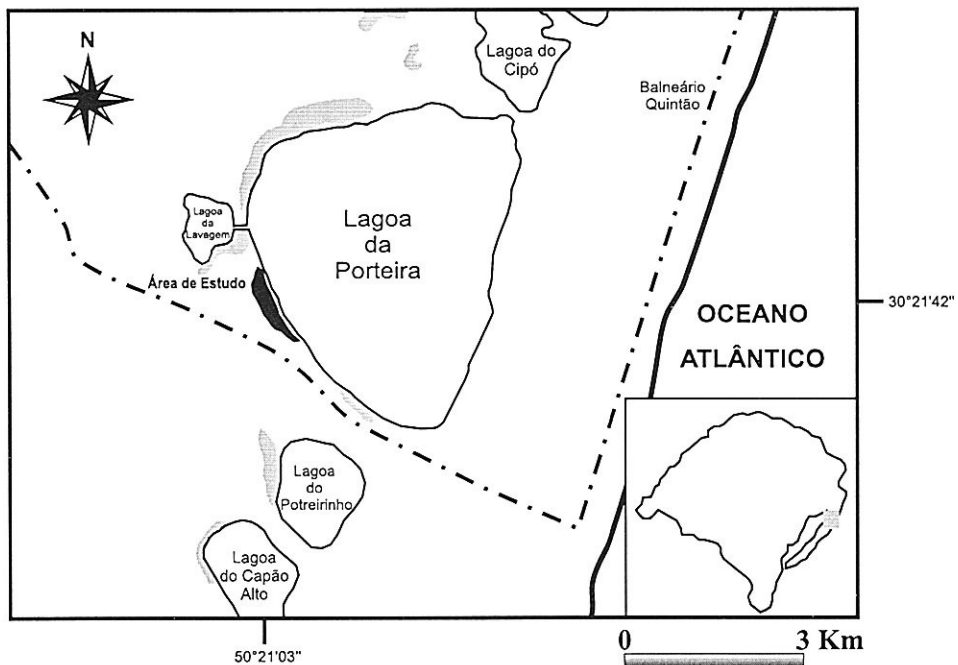 N
Lagoa do
Cipó
Balneário
Quintão
Lagoa
da
Lavagem
Lagoa
da
Porteira
Área de Estudo
30°21'42"
OCEANO
ATLÂNTICO
Lagoa
do
Potreirinho
Lagoa
do Capão
Alto
50°21'03"
0 3 Km